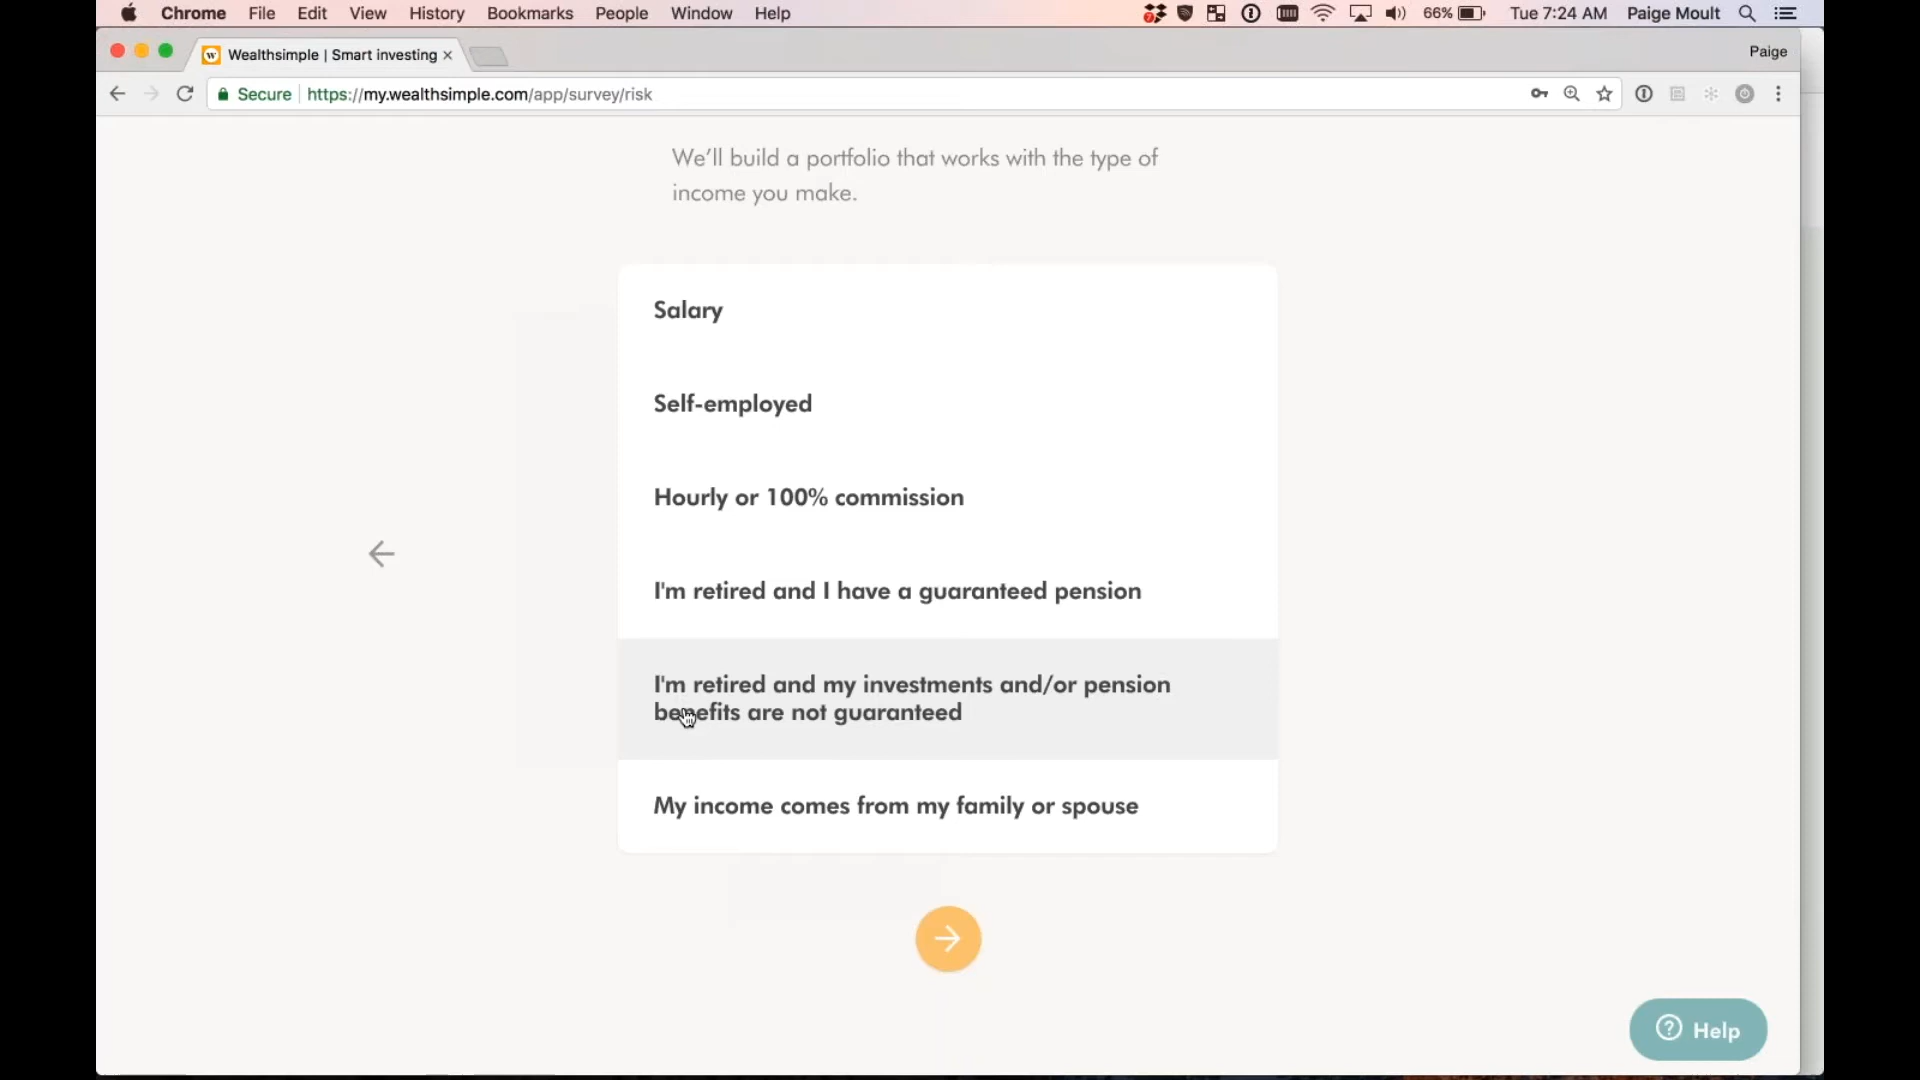 Chrome File Edit View History Bookmarks People Window Help 66% Tue 7:24 AM Paige Moult
Wealthsimple | Smart investing Paige
Secure https://my.wealthsimple.com/app/survey/risk
We'll build a portfolio that works with the type of
income you make.
Salary
Self-employed
Hourly or 100% commission
I'm retired and I have a guaranteed pension
I'm retired and my investments and/or pension
benefits are not guaranteed
My income comes from my family or spouse
Help